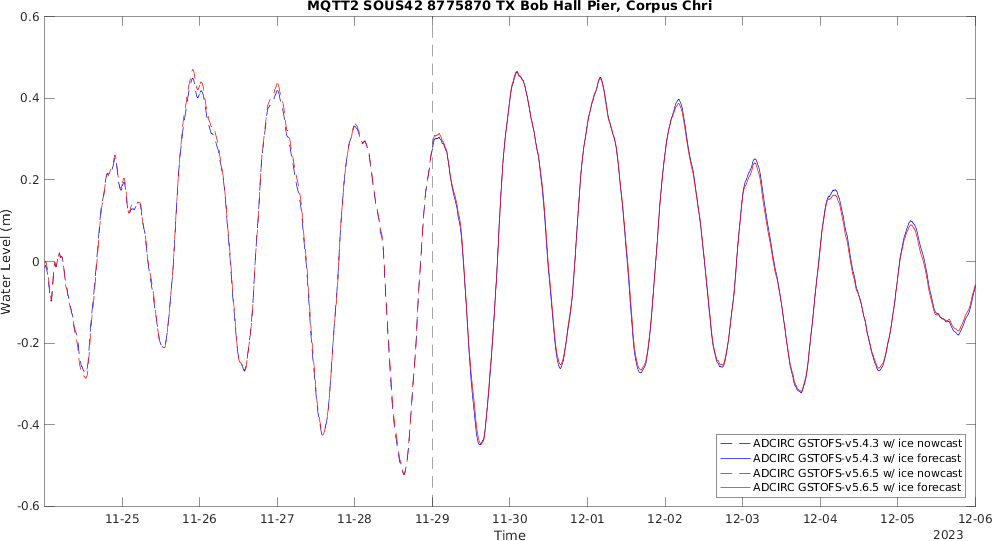 MQTT2 SOUS42 8775870 TX Bob Hall Pier, Corpus Chri
0.6
0.4
0.2
0
-0.2
-0.4
-0.6
Water Level (m)
ADCIRC GSTOFS-v5.4.3 w/ ice nowcast
ADCIRC GSTOFS-v5.4.3 w/ ice forecast
ADCIRC GSTOFS-v5.6.5 w/ ice nowcast
ADCIRC GSTOFS-v5.6.5 w/ ice forecast
11-25 11-26 11-27 11-28 11-29 11-30 12-01 12-02 12-03 12-04 12-05 12-06
Time
2023